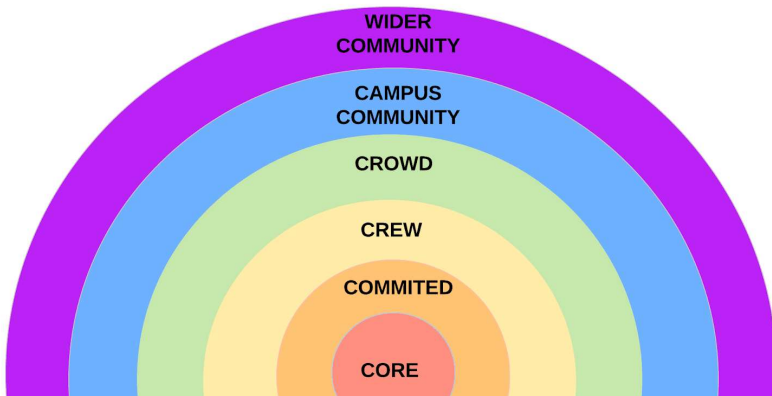 WIDER
COMMUNITY
CAMPUS
COMMUNITY
CROWD
CREW
COMMITED
CORE